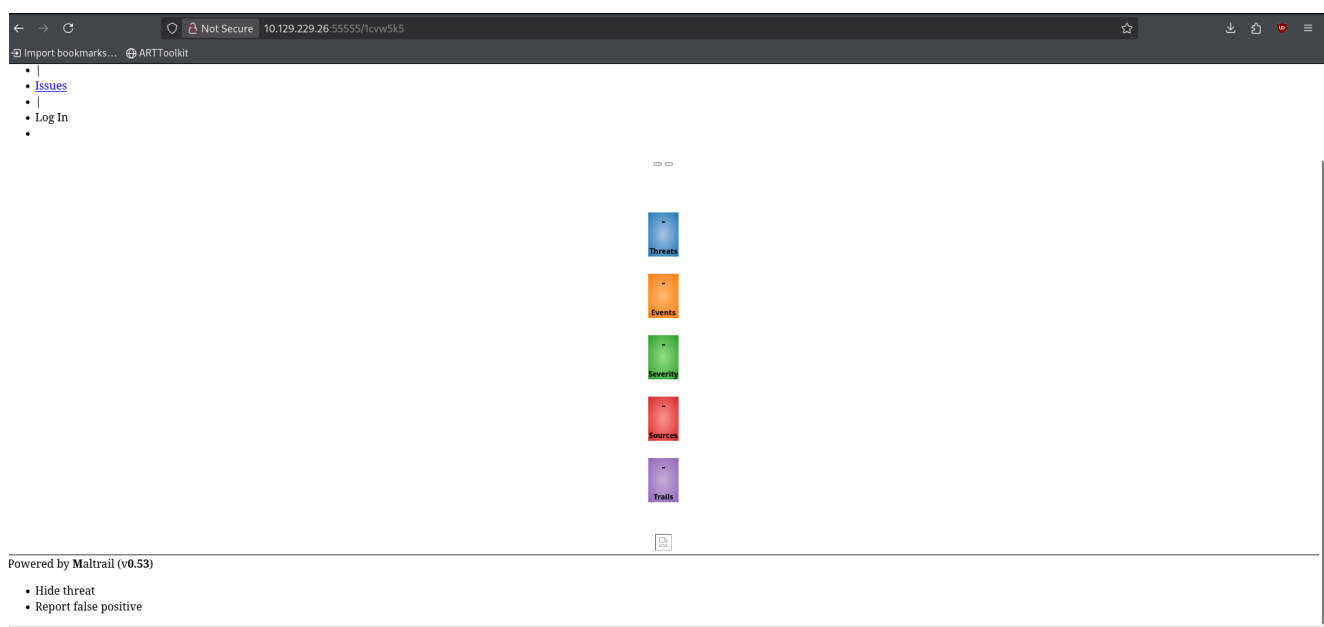 Not Secure 10.129.229.26:55555/1cvw5k5
Import bookmarks... ARTToolkit
|
Issues
|
Log In
-
Threats
-
Events
-
Severity
-
Sources
-
Trails
Powered by Maltrail (v0.53)
Hide threat
Report false positive